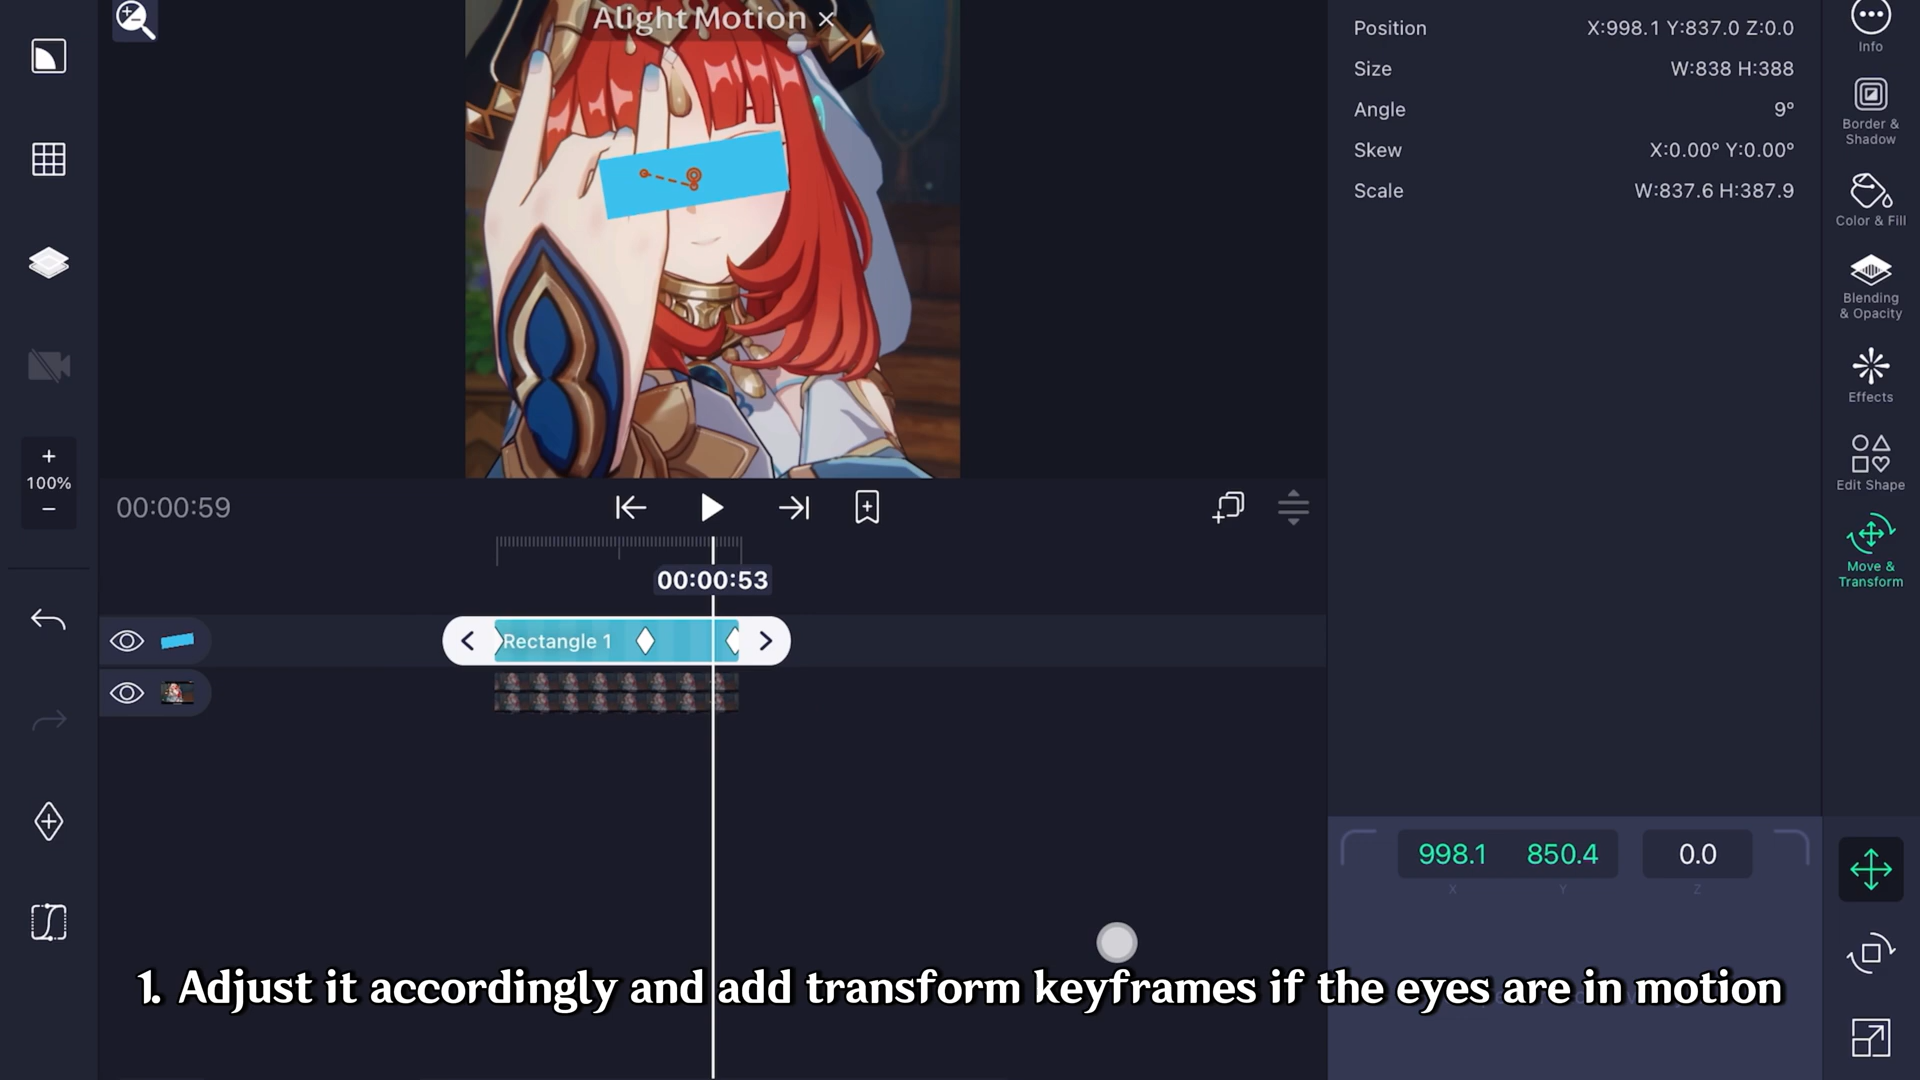 Alight Motion ×
Position X:998.1 Y:837.0 Z:0.0
Size W:838 H:388
Angle 9°
Skew X:0.00° Y:0.00°
Scale W:837.6 H:387.9
Info
Border &
Shadow
Color & Fill
Blending
& Opacity
Effects
Edit Shape
Move &
Transform
+
100%
−
00:00:59
00:00:53
Rectangle 1
998.1 850.4 0.0
X Y Z
1. Adjust it accordingly and add transform keyframes if the eyes are in motion